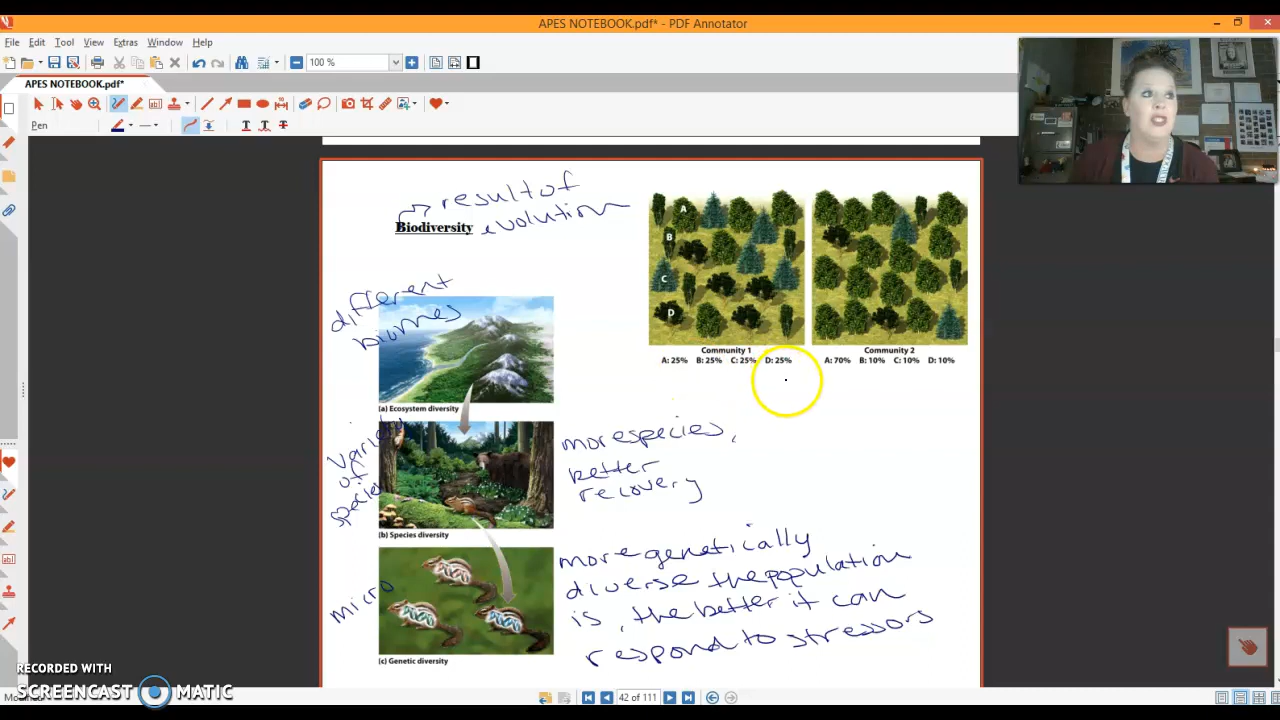 APES NOTEBOOK.pdf* - PDF Annotator
File Edit Tool View Extras Window Help
100 %
APES NOTEBOOK.pdf*
Pen
result of
evolution
Biodiversity
A
B
C
D
Community 1
A: 25% B: 25% C: 25% D: 25%
Community 2
A: 70% B: 10% C: 10% D: 10%
different
biomes
(a) Ecosystem diversity
variety
of
species
more species,
better
recovery
(b) Species diversity
micro
more genetically
diverse the population
is, the better it can
respond to stressors
(c) Genetic diversity
RECORDED WITH
SCREENCAST MATIC
42 of 111